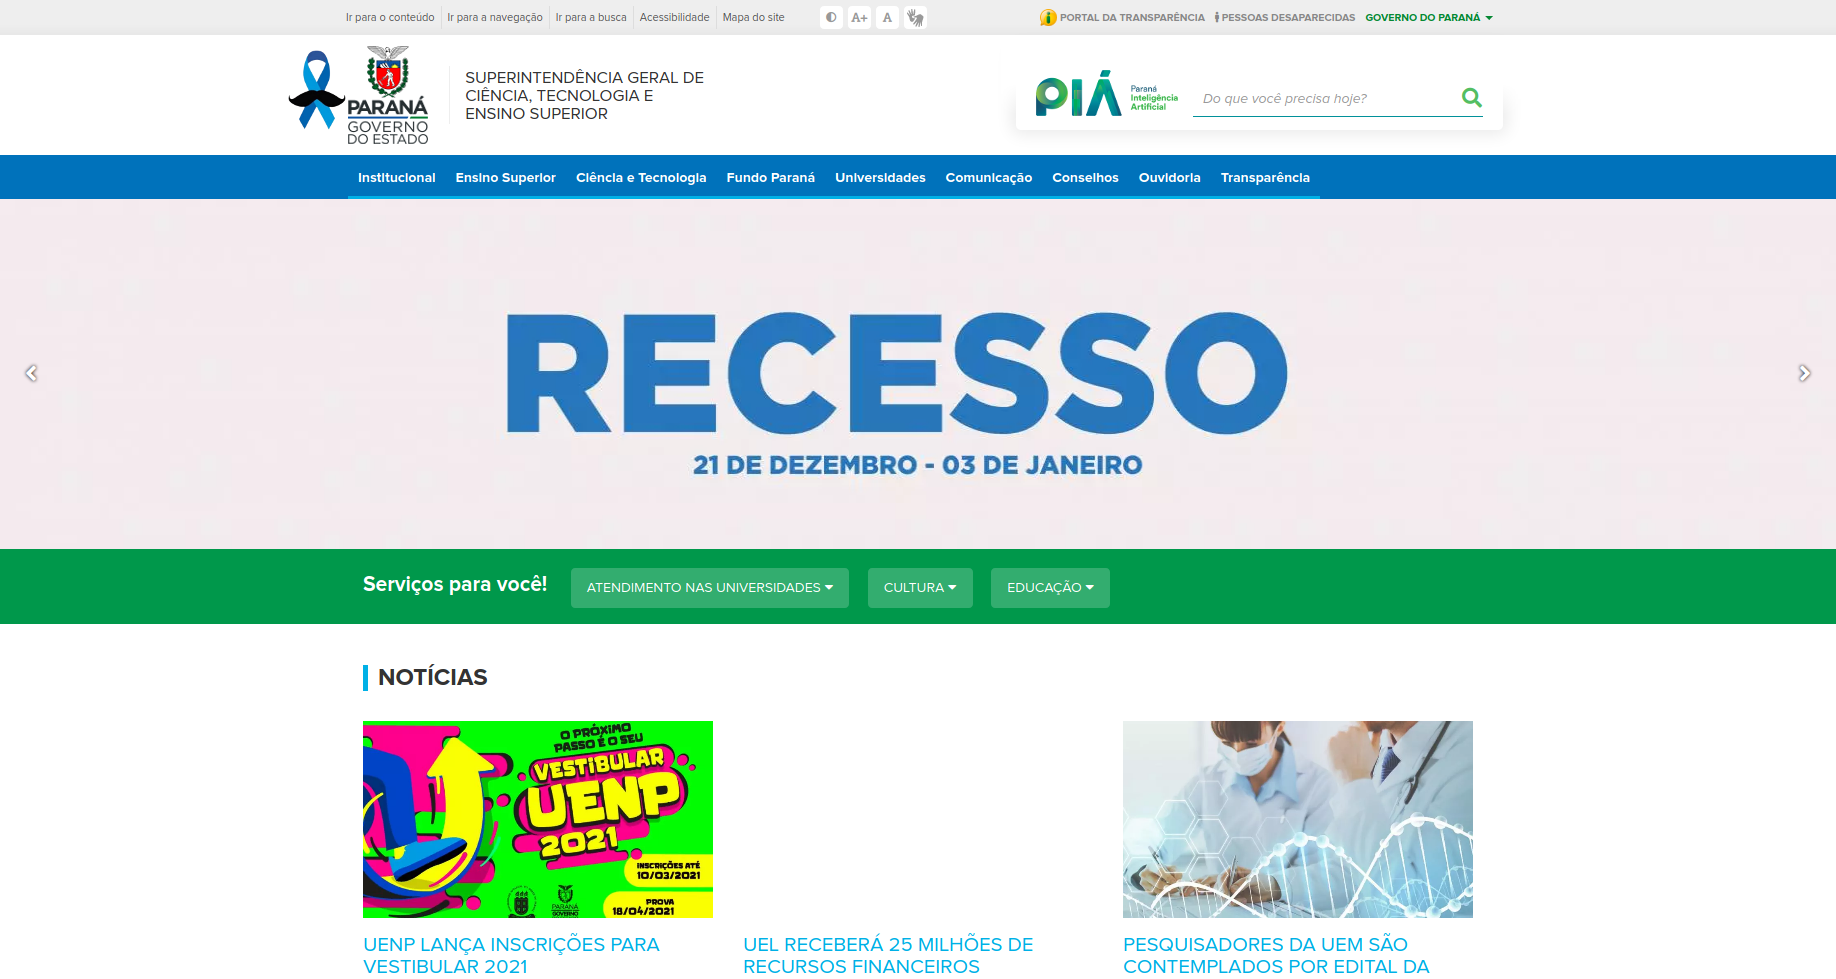 Ir para o conteúdo
Ir para a navegação
Ir para a busca
Acessibilidade
Mapa do site
A+
A
PORTAL DA TRANSPARÊNCIA
PESSOAS DESAPARECIDAS
GOVERNO DO PARANÁ
PARANÁ
GOVERNO
DO ESTADO
SUPERINTENDÊNCIA GERAL DE
CIÊNCIA, TECNOLOGIA E
ENSINO SUPERIOR
PIÁ
Paraná
Inteligência
Artificial
Do que você precisa hoje?
Institucional
Ensino Superior
Ciência e Tecnologia
Fundo Paraná
Universidades
Comunicação
Conselhos
Ouvidoria
Transparência
RECESSO
21 DE DEZEMBRO - 03 DE JANEIRO
Serviços para você!
ATENDIMENTO NAS UNIVERSIDADES
CULTURA
EDUCAÇÃO
NOTÍCIAS
O PRÓXIMO
PASSO É O SEU
VESTIBULAR
UENP
2021
INSCRIÇÕES ATÉ
10/03/2021
PROVA
18/04/2021
PARANÁ
GOVERNO
UENP LANÇA INSCRIÇÕES PARA
VESTIBULAR 2021
UEL RECEBERÁ 25 MILHÕES DE
RECURSOS FINANCEIROS
PESQUISADORES DA UEM SÃO
CONTEMPLADOS POR EDITAL DA